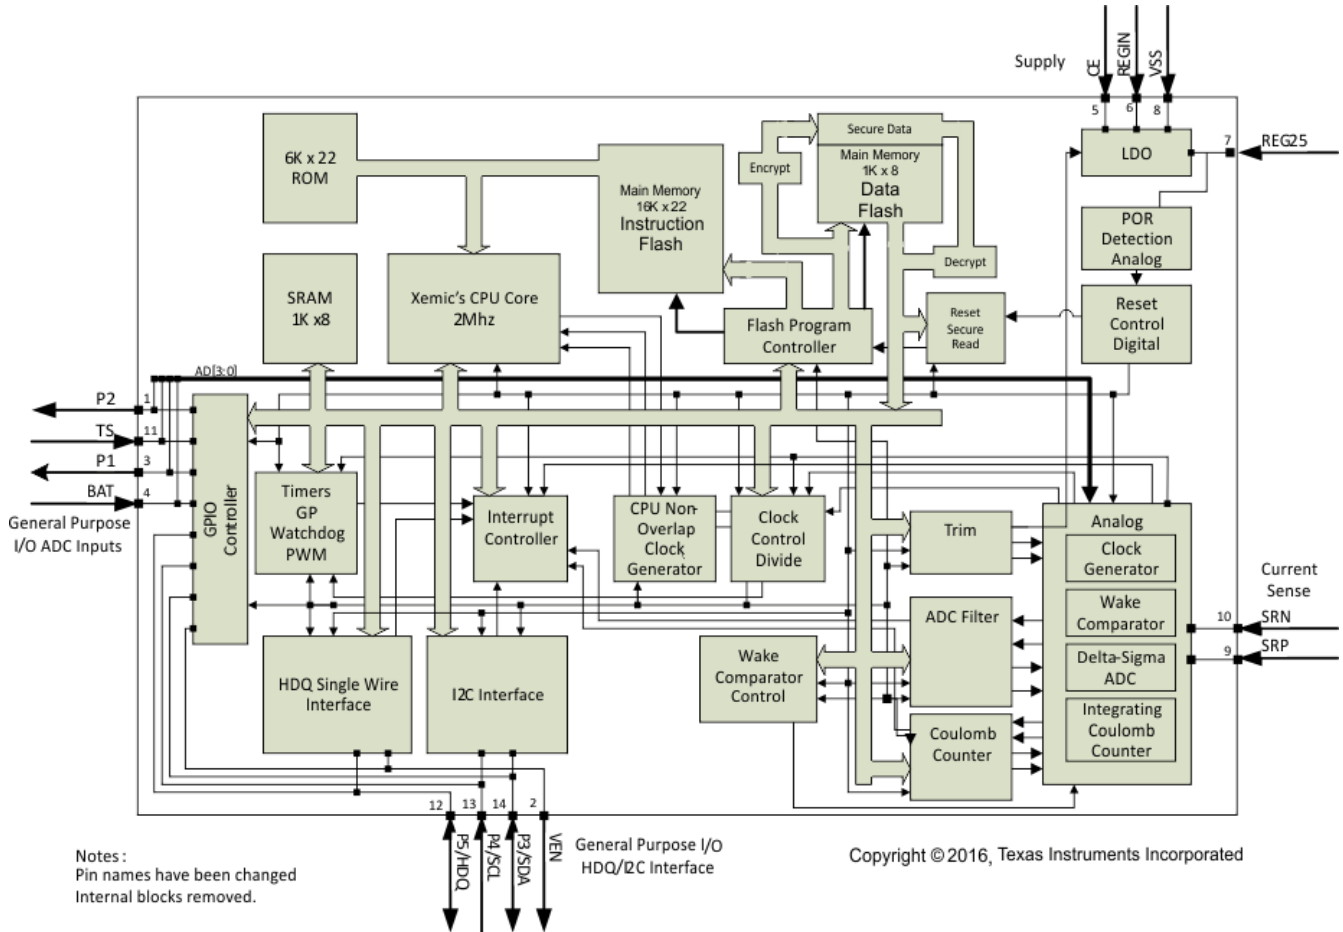 Supply
CE
REGIN
VSS
5
6
8
7
REG25
6K x 22
ROM
Main Memory
16K x 22
Instruction
Flash
Encrypt
Secure Data
Main Memory
1K x 8
Data
Flash
Decrypt
LDO
POR
Detection
Analog
SRAM
1K x8
Xemic's CPU Core
2Mhz
Flash Program
Controller
Reset
Secure
Read
Reset
Control
Digital
AD[3:0]
P2
1
TS
11
P1
3
BAT
4
General Purpose
I/O ADC Inputs
GPIO
Controller
Timers
GP
Watchdog
PWM
Interrupt
Controller
CPU Non-
Overlap
Clock
Generator
Clock
Control
Divide
Trim
Analog
Clock
Generator
Wake
Comparator
Delta-Sigma
ADC
Integrating
Coulomb
Counter
Current
Sense
10
SRN
9
SRP
ADC Filter
HDQ Single Wire
Interface
I2C Interface
Wake
Comparator
Control
Coulomb
Counter
12
13
14
2
P5/HDQ
P4/SCL
P3/SDA
VEN
General Purpose I/O
HDQ/I2C Interface
Notes :
Pin names have been changed
Internal blocks removed.
Copyright © 2016, Texas Instruments Incorporated